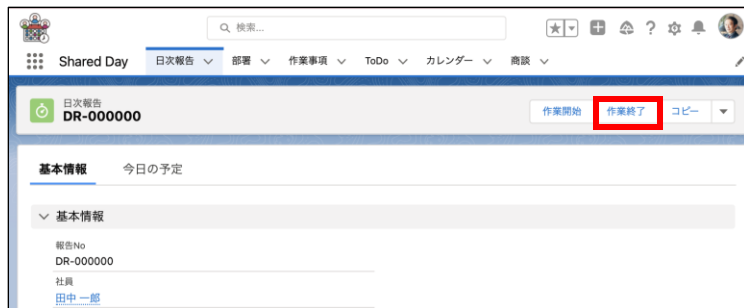 検索...
Shared Day 日次報告 部署 作業事項 ToDo カレンダー 商談
日次報告
DR-000000
作業開始 作業終了 コピー
基本情報 今日の予定
基本情報
報告No
DR-000000
社員
田中 一郎